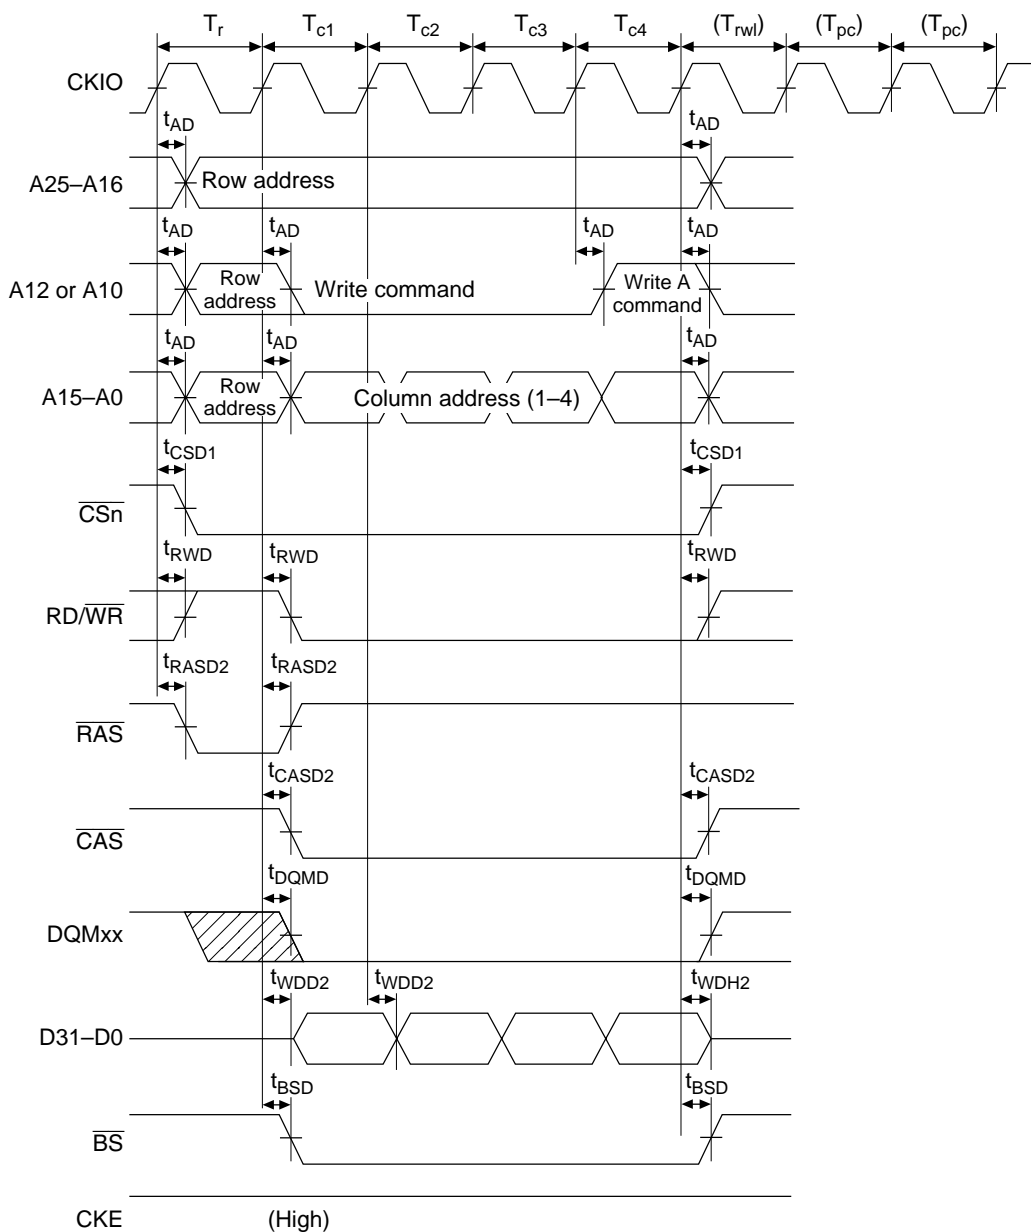 Tr Tc1 Tc2 Tc3 Tc4 (Trwl) (Tpc) (Tpc)
CKIO
tAD tAD
A25–A16 Row address
tAD tAD tAD tAD
A12 or A10 Row address Write command Write A command
tAD tAD tAD
A15–A0 Row address Column address (1–4)
tCSD1 tCSD1
CSn
tRWD tRWD tRWD
RD/WR
tRASD2 tRASD2
RAS
tCASD2 tCASD2
CAS
tDQMD tDQMD
DQMxx
tWDD2 tWDD2 tWDH2
D31–D0
tBSD tBSD
BS
CKE (High)